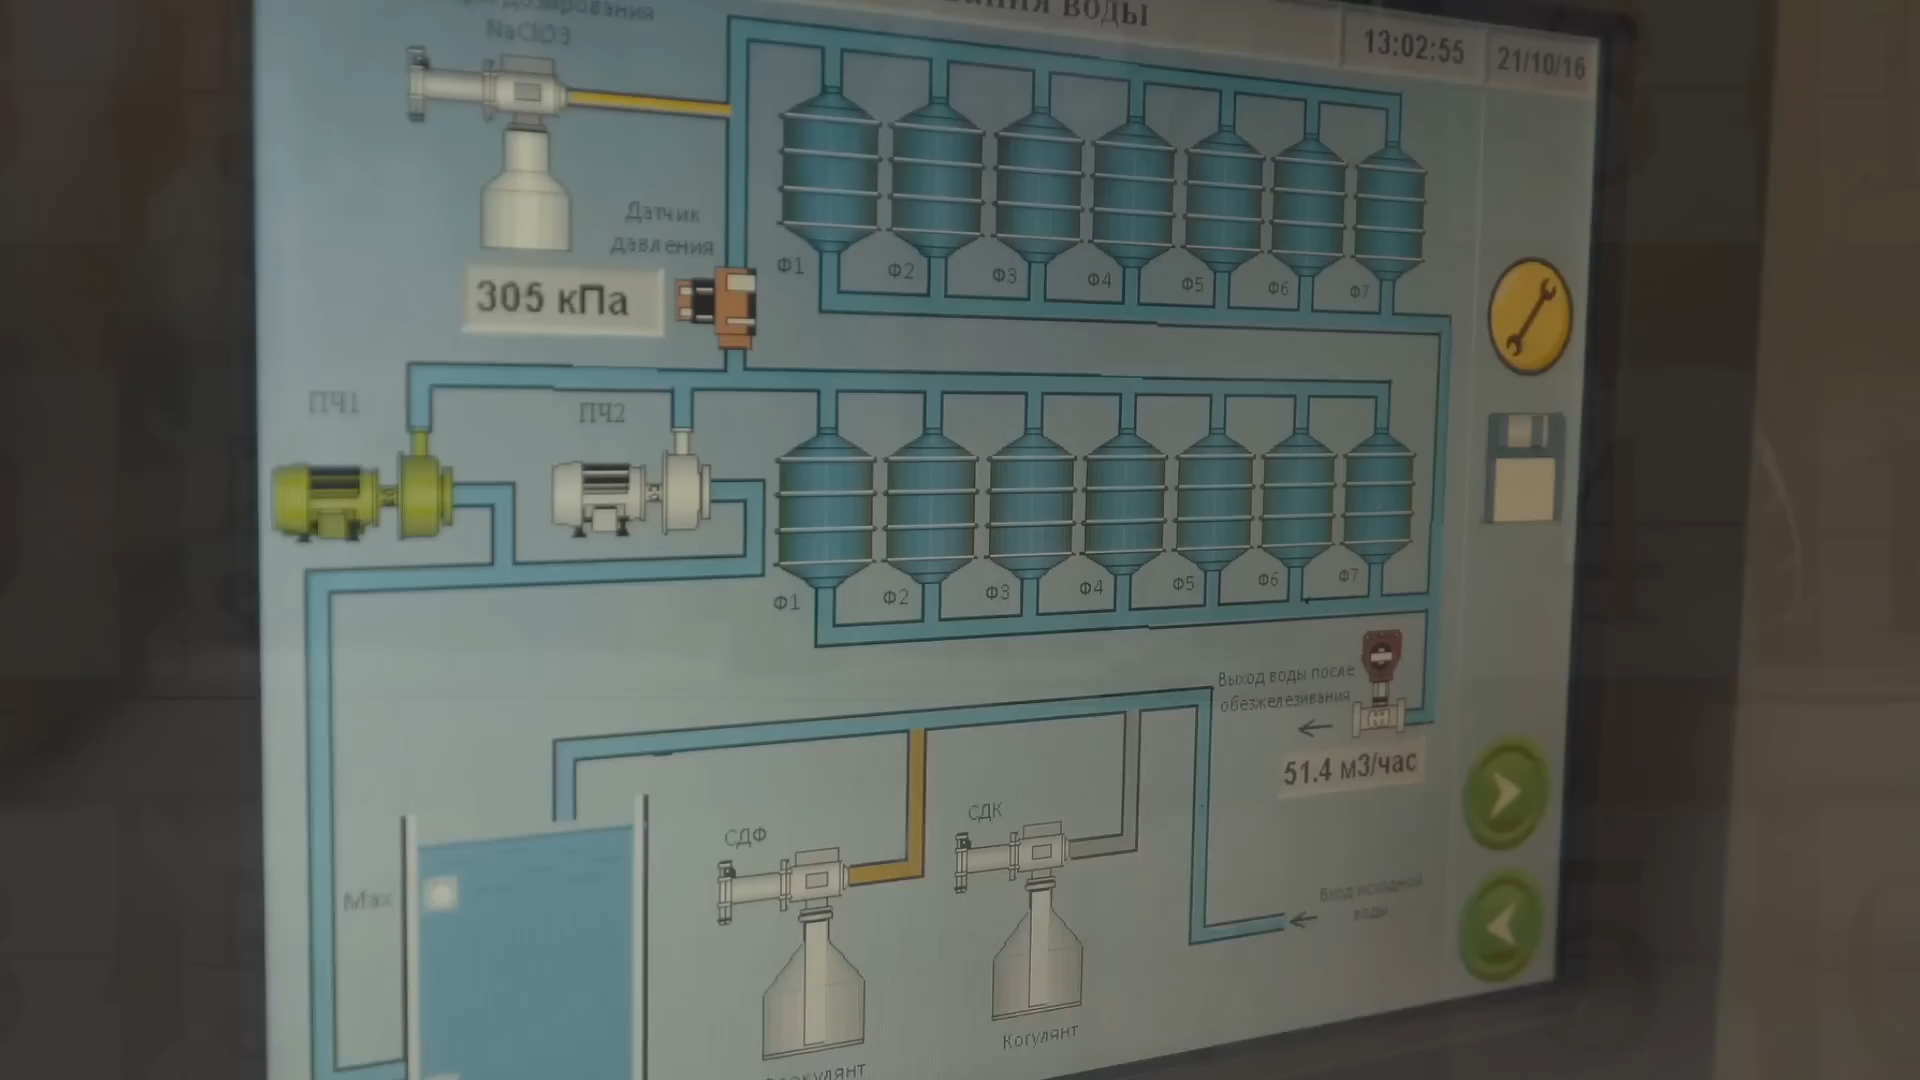 дозирования
NaClO3
ВОДЫ
13:02:55
21/10/16
Датчик
давления
305 кПа
Ф1
Ф2
Ф3
Ф4
Ф5
Ф6
Ф7
ПЧ1
ПЧ2
Ф1
Ф2
Ф3
Ф4
Ф5
Ф6
Ф7
Выход воды после
обезжелезивания
51.4 м3/час
СДФ
СДК
Max
Вход исходной
воды
Когулянт